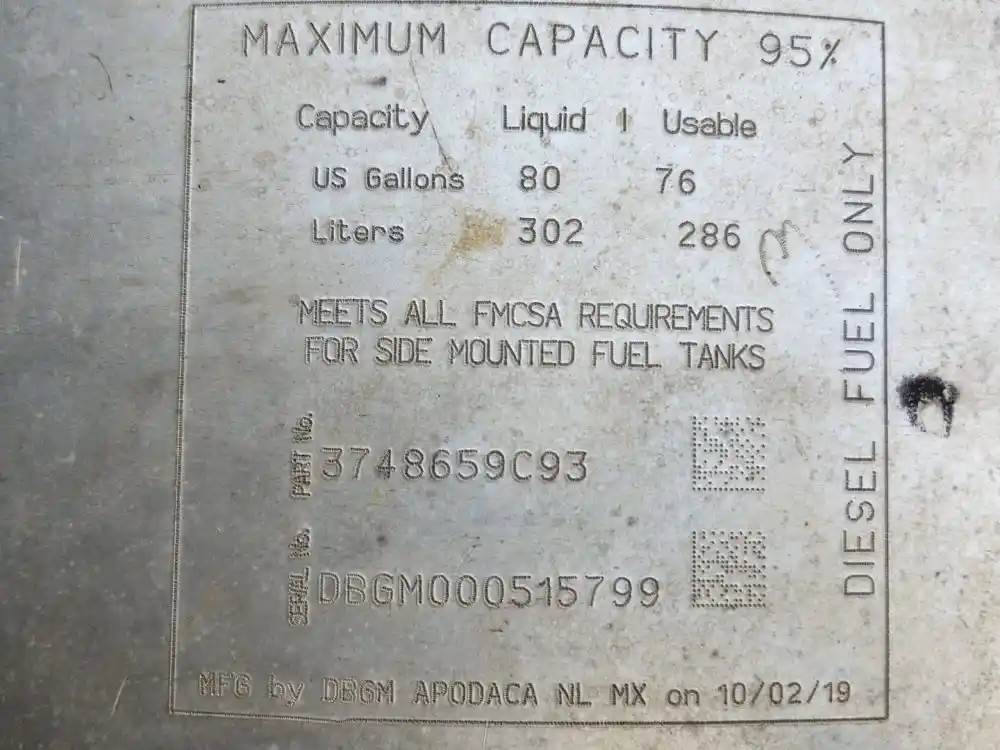 MAXIMUM CAPACITY 95%
Capacity Liquid | Usable
US Gallons 80 76
Liters 302 286
MEETS ALL FMCSA REQUIREMENTS
FOR SIDE MOUNTED FUEL TANKS
PART No. 3748659C93
SERIAL No. DBGM000515799
MFG by DBGM APODACA NL MX on 10/02/19
DIESEL FUEL ONLY